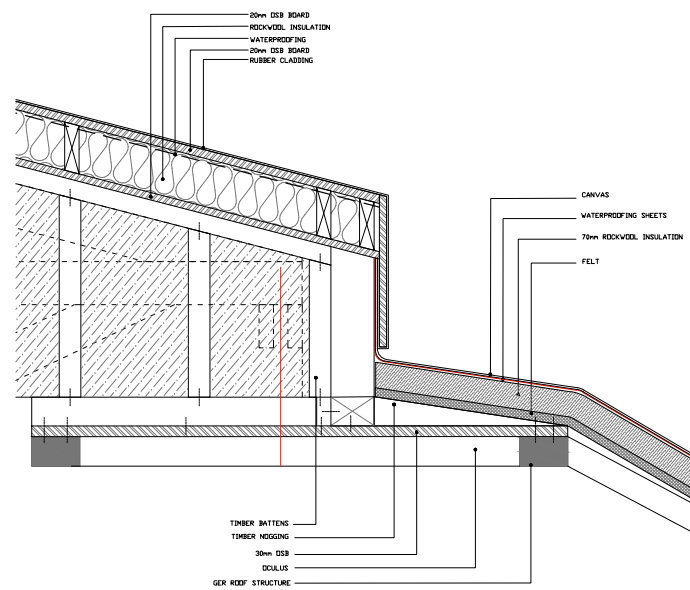 20mm OSB BOARD
ROCKWOOL INSULATION
WATERPROOFING
20mm OSB BOARD
RUBBER CLADDING
CANVAS
WATERPROOFING SHEETS
70mm ROCKWOOL INSULATION
FELT
TIMBER BATTENS
TIMBER NOGGING
30mm OSB
OCULUS
GER ROOF STRUCTURE